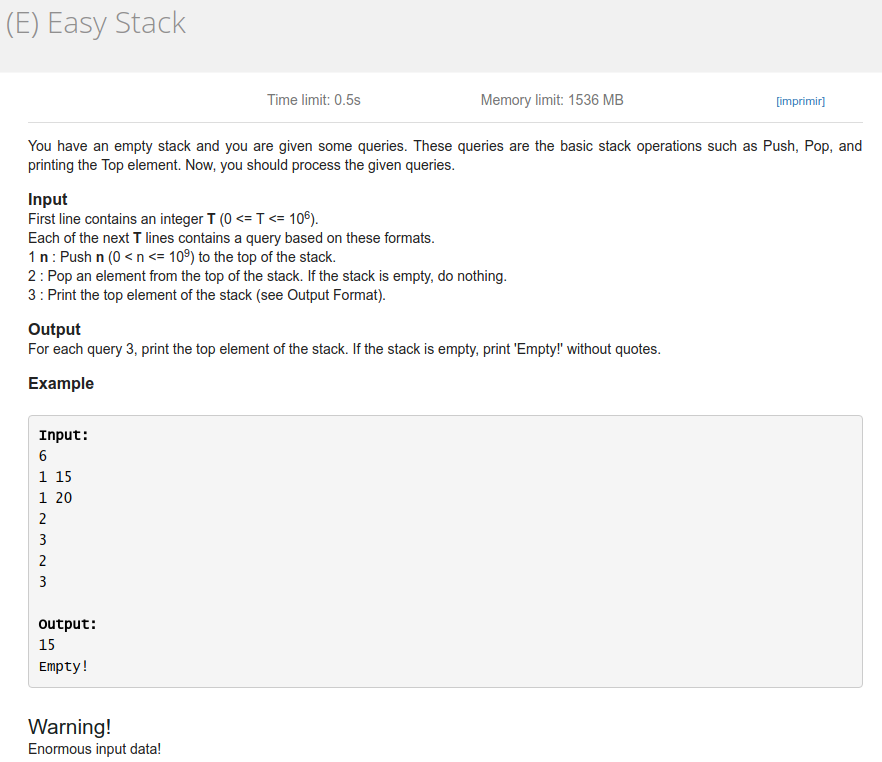 (E) Easy Stack
Time limit: 0.5s Memory limit: 1536 MB [imprimir]
You have an empty stack and you are given some queries. These queries are the basic stack operations such as Push, Pop, and
printing the Top element. Now, you should process the given queries.
Input
First line contains an integer T (0 <= T <= 10⁶).
Each of the next T lines contains a query based on these formats.
1 n : Push n (0 < n <= 10⁹) to the top of the stack.
2 : Pop an element from the top of the stack. If the stack is empty, do nothing.
3 : Print the top element of the stack (see Output Format).
Output
For each query 3, print the top element of the stack. If the stack is empty, print 'Empty!' without quotes.
Example
Input:
6
1 15
1 20
2
3
2
3
Output:
15
Empty!
Warning!
Enormous input data!